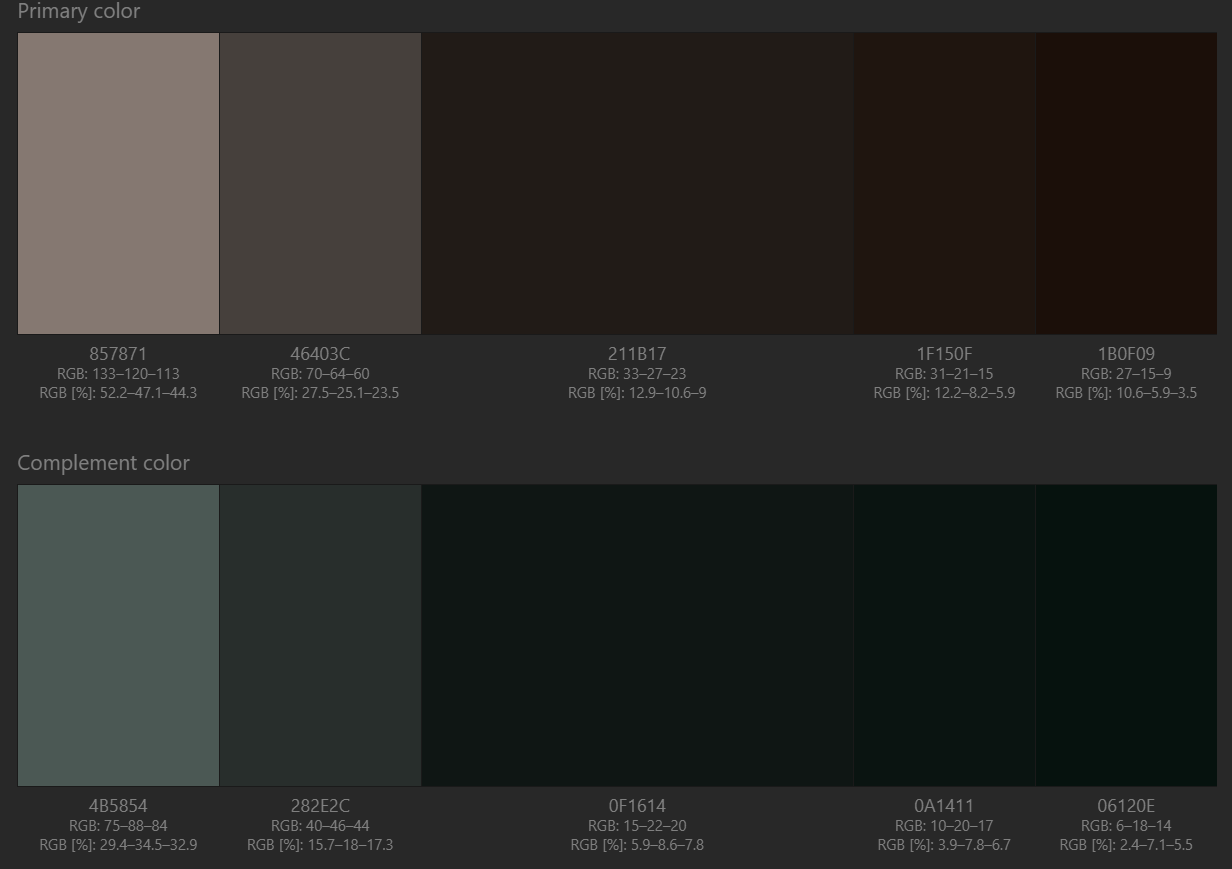 Primary color
857871 46403C 211B17 1F150F 1B0F09
RGB: 133–120–113 RGB: 70–64–60 RGB: 33–27–23 RGB: 31–21–15 RGB: 27–15–9
RGB [%]: 52.2–47.1–44.3 RGB [%]: 27.5–25.1–23.5 RGB [%]: 12.9–10.6–9 RGB [%]: 12.2–8.2–5.9 RGB [%]: 10.6–5.9–3.5
Complement color
4B5854 282E2C 0F1614 0A1411 06120E
RGB: 75–88–84 RGB: 40–46–44 RGB: 15–22–20 RGB: 10–20–17 RGB: 6–18–14
RGB [%]: 29.4–34.5–32.9 RGB [%]: 15.7–18–17.3 RGB [%]: 5.9–8.6–7.8 RGB [%]: 3.9–7.8–6.7 RGB [%]: 2.4–7.1–5.5